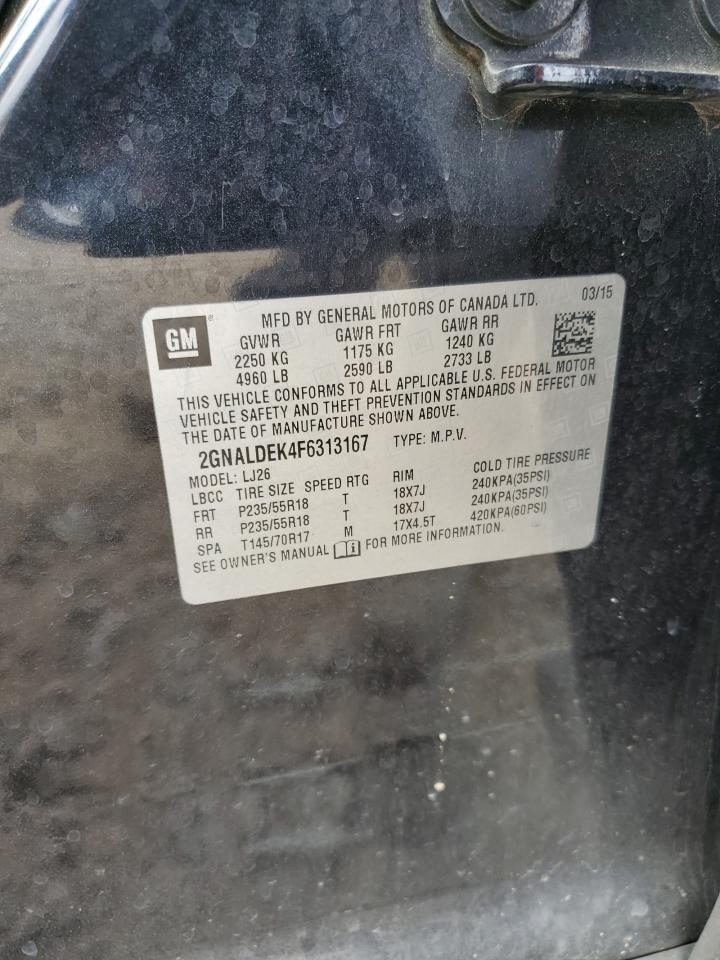 MFD BY GENERAL MOTORS OF CANADA LTD. 03/15
GM GVWR GAWR FRT GAWR RR
2250 KG 1175 KG 1240 KG
4960 LB 2590 LB 2733 LB
THIS VEHICLE CONFORMS TO ALL APPLICABLE U.S. FEDERAL MOTOR
VEHICLE SAFETY AND THEFT PREVENTION STANDARDS IN EFFECT ON
THE DATE OF MANUFACTURE SHOWN ABOVE.
2GNALDEK4F6313167 TYPE: M.P.V.
MODEL: LJ26
LBCC TIRE SIZE SPEED RTG RIM COLD TIRE PRESSURE
FRT P235/55R18 T 18X7J 240KPA(35PSI)
RR P235/55R18 T 18X7J 240KPA(35PSI)
SPA T145/70R17 M 17X4.5T 420KPA(60PSI)
SEE OWNER'S MANUAL FOR MORE INFORMATION.